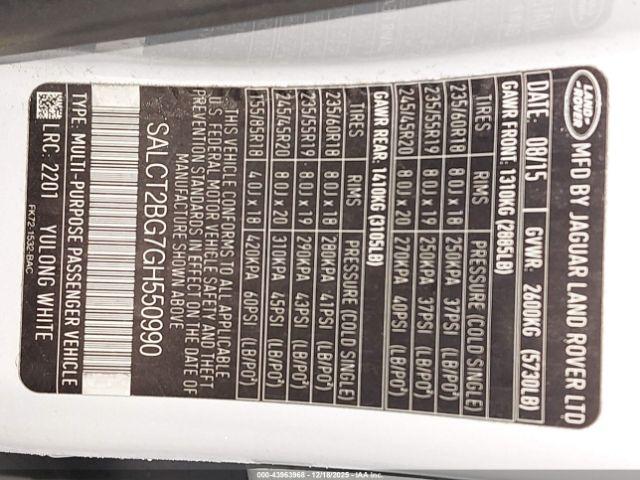 LAND-
ROVER
MFD BY JAGUAR LAND ROVER LTD
DATE: 08/15 GVWR: 2600KG (5730LB)
GAWR FRONT: 1310KG (2885LB)
TIRES RIMS PRESSURE (COLD SINGLE)
235/60R18 8.0J x 18 250KPA 37PSI (LB/PO²)
235/55R19 8.0J x 19 250KPA 37PSI (LB/PO²)
245/45R20 8.0J x 20 270KPA 40PSI (LB/PO²)
GAWR REAR: 1410KG (3105LB)
TIRES RIMS PRESSURE (COLD SINGLE)
235/60R18 8.0J x 18 280KPA 41PSI (LB/PO²)
235/55R19 8.0J x 19 290KPA 43PSI (LB/PO²)
245/45R20 8.0J x 20 310KPA 45PSI (LB/PO²)
155/85R18 4.0J x 18 420KPA 60PSI (LB/PO²)
THIS VEHICLE CONFORMS TO ALL APPLICABLE
U.S FEDERAL MOTOR VEHICLE SAFETY AND THEFT
PREVENTION STANDARDS IN EFFECT ON THE DATE OF
MANUFACTURE SHOWN ABOVE
SALCT2BG7GH550990
TYPE: MULTI-PURPOSE PASSENGER VEHICLE
LRC: 2201 YULONG WHITE
FK72-1532-BAC
00-43953968 - 12/18/2025 - IAA Inc.